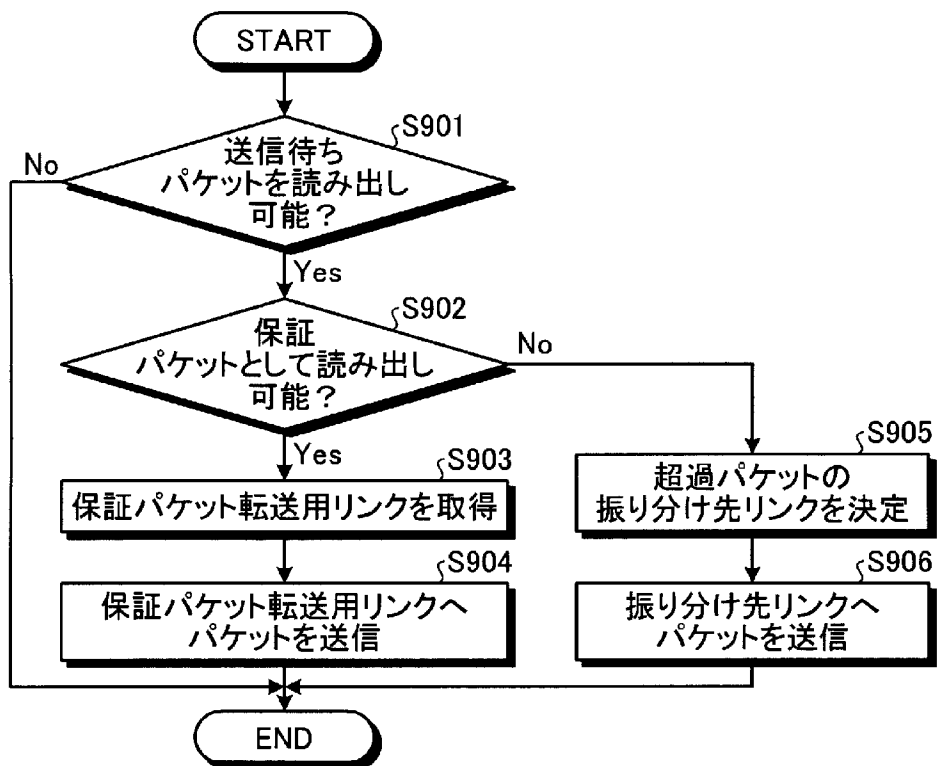 START
S901
送信待ち
パケットを読み出し
可能？
No
Yes
S902
保証
パケットとして読み出し
可能？
No
Yes
S903
保証パケット転送用リンクを取得
S904
保証パケット転送用リンクへ
パケットを送信
S905
超過パケットの
振り分け先リンクを決定
S906
振り分け先リンクへ
パケットを送信
END